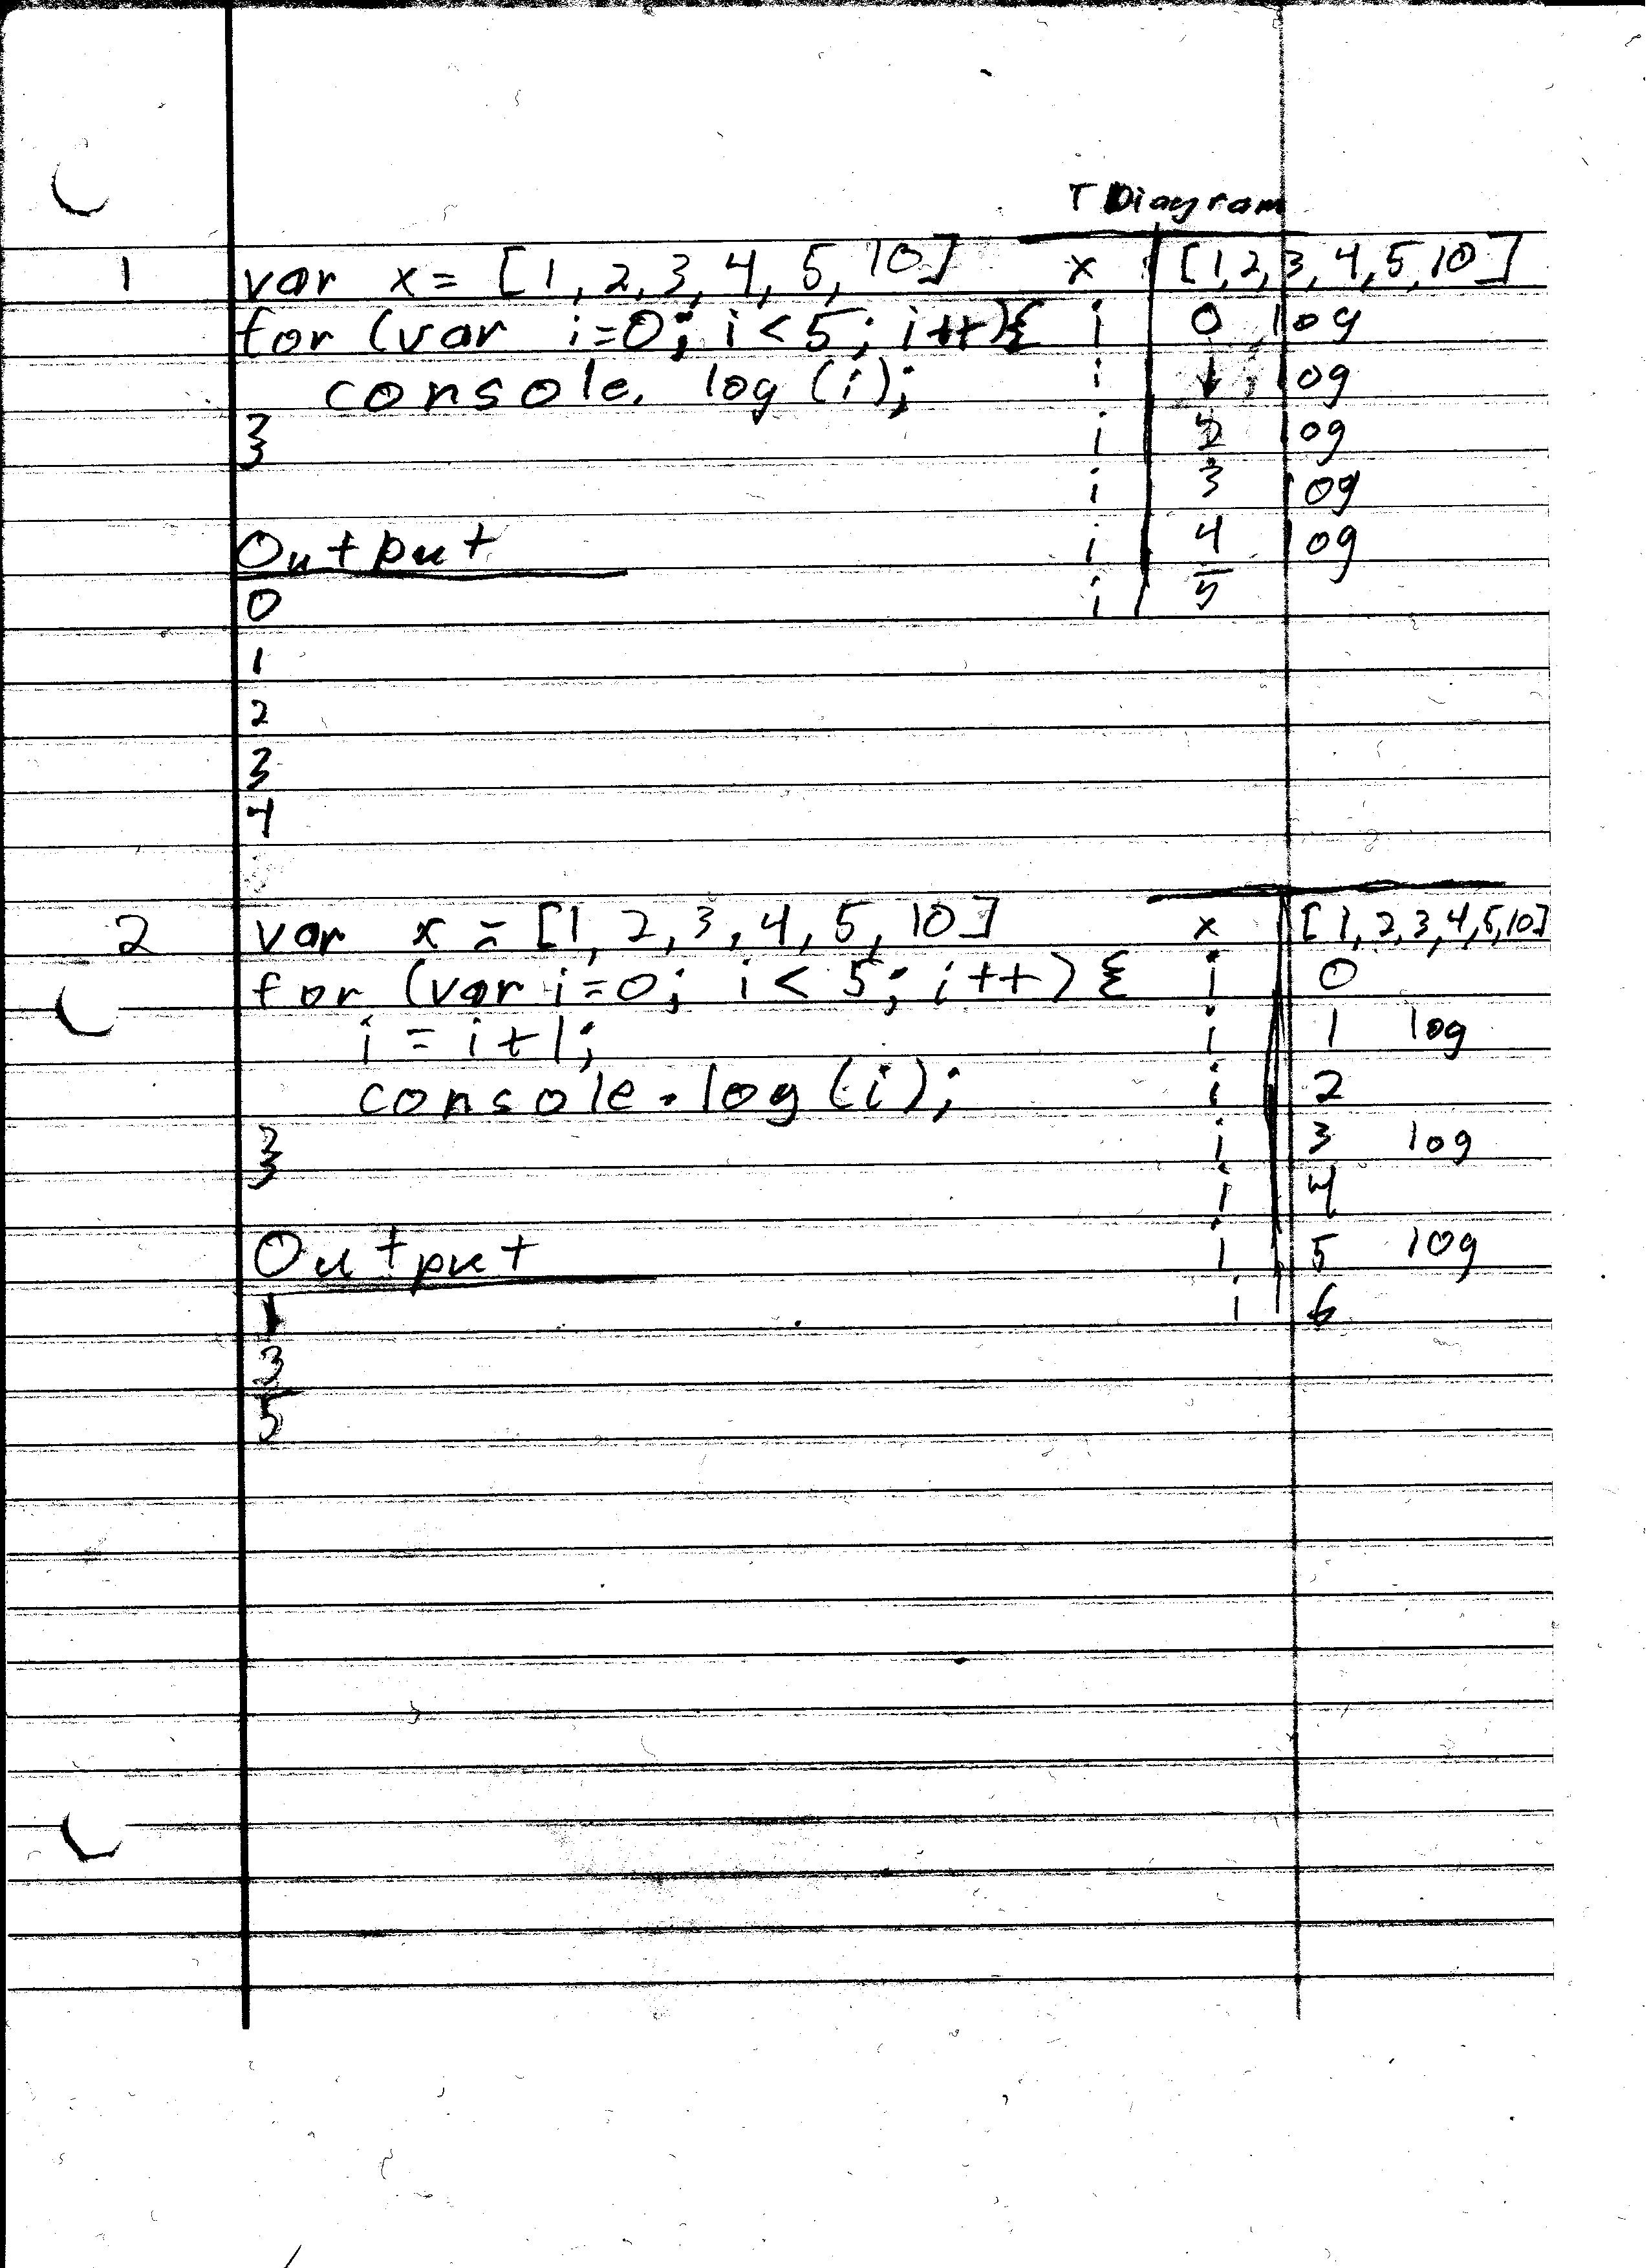 T Diagram
1 var x = [1, 2, 3, 4, 5, 10] x [1, 2, 3, 4, 5, 10]
for (var i=0; i < 5; i++){ i 0 log
console.log (i); i 1 log
} i 2 log
i 3 log
Output i 4 log
0 i 5
1
2
3
4
2 var x = [1, 2, 3, 4, 5, 10] x [1, 2, 3, 4, 5, 10]
for (var i=0; i < 5; i++) { i 0
i = i+1; i 1 log
console.log (i); i 2
} i 3 log
i 4
Output i 5 log
1 i 6
3
5